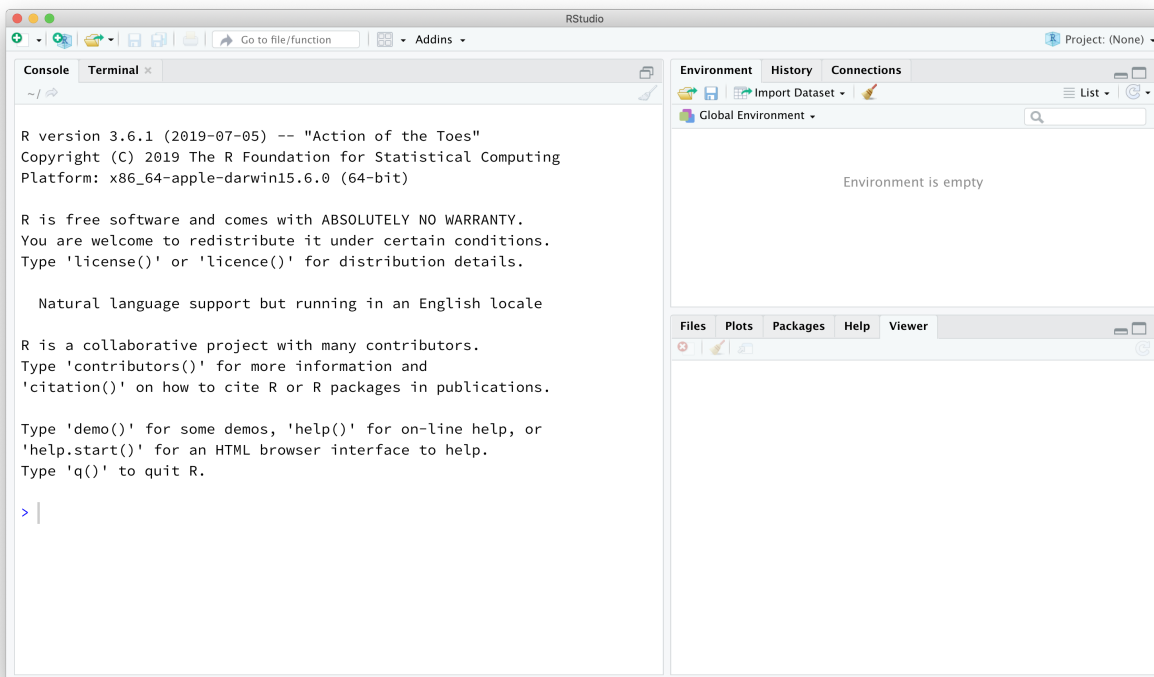 RStudio
Go to file/function
Addins
Project: (None)
Console Terminal
~/
R version 3.6.1 (2019-07-05) -- "Action of the Toes"
Copyright (C) 2019 The R Foundation for Statistical Computing
Platform: x86_64-apple-darwin15.6.0 (64-bit)
R is free software and comes with ABSOLUTELY NO WARRANTY.
You are welcome to redistribute it under certain conditions.
Type 'license()' or 'licence()' for distribution details.
Natural language support but running in an English locale
R is a collaborative project with many contributors.
Type 'contributors()' for more information and
'citation()' on how to cite R or R packages in publications.
Type 'demo()' for some demos, 'help()' for on-line help, or
'help.start()' for an HTML browser interface to help.
Type 'q()' to quit R.
>
Environment History Connections
Import Dataset List
Global Environment
Environment is empty
Files Plots Packages Help Viewer